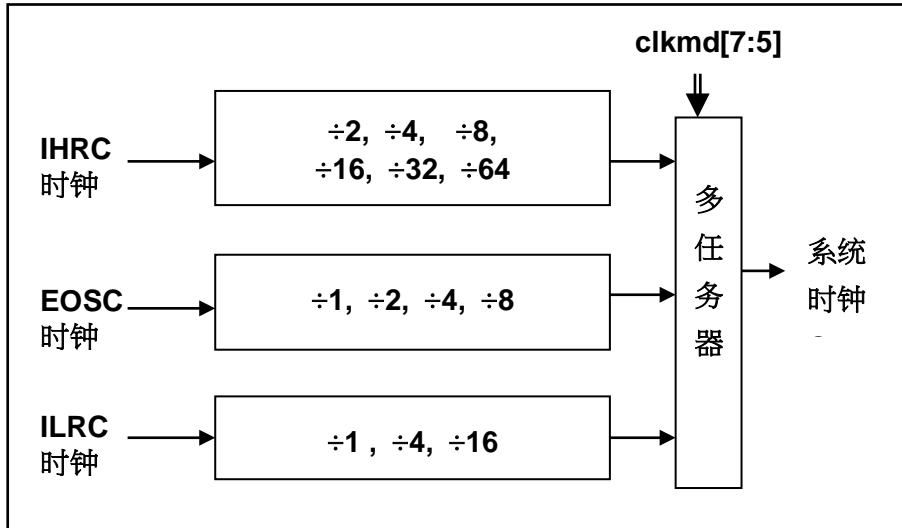 clkmd[7:5]
IHRC
时钟
÷2, ÷4, ÷8,
÷16, ÷32, ÷64
EOSC
时钟
÷1, ÷2, ÷4, ÷8
ILRC
时钟
÷1 , ÷4, ÷16
多
任
务
器
系统
时钟